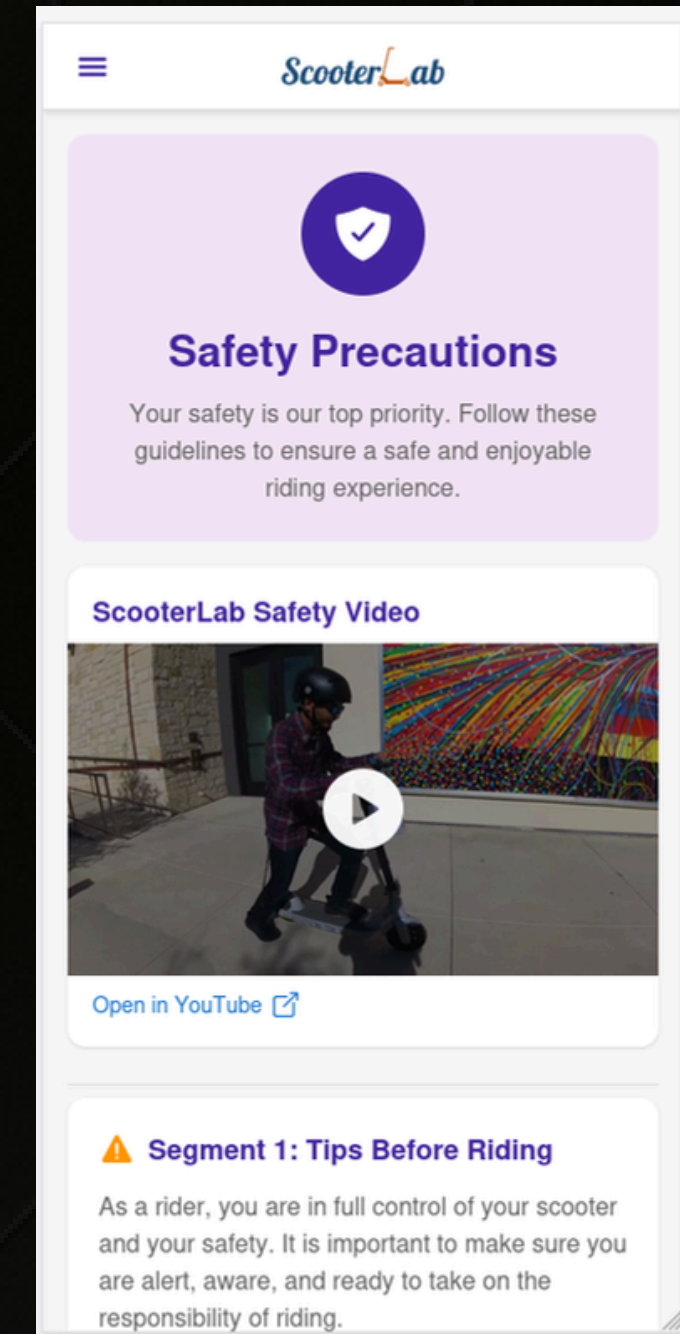 ScooterLab
Safety Precautions
Your safety is our top priority. Follow these
guidelines to ensure a safe and enjoyable
riding experience.
ScooterLab Safety Video
Open in YouTube
Segment 1: Tips Before Riding
As a rider, you are in full control of your scooter
and your safety. It is important to make sure you
are alert, aware, and ready to take on the
responsibility of riding.